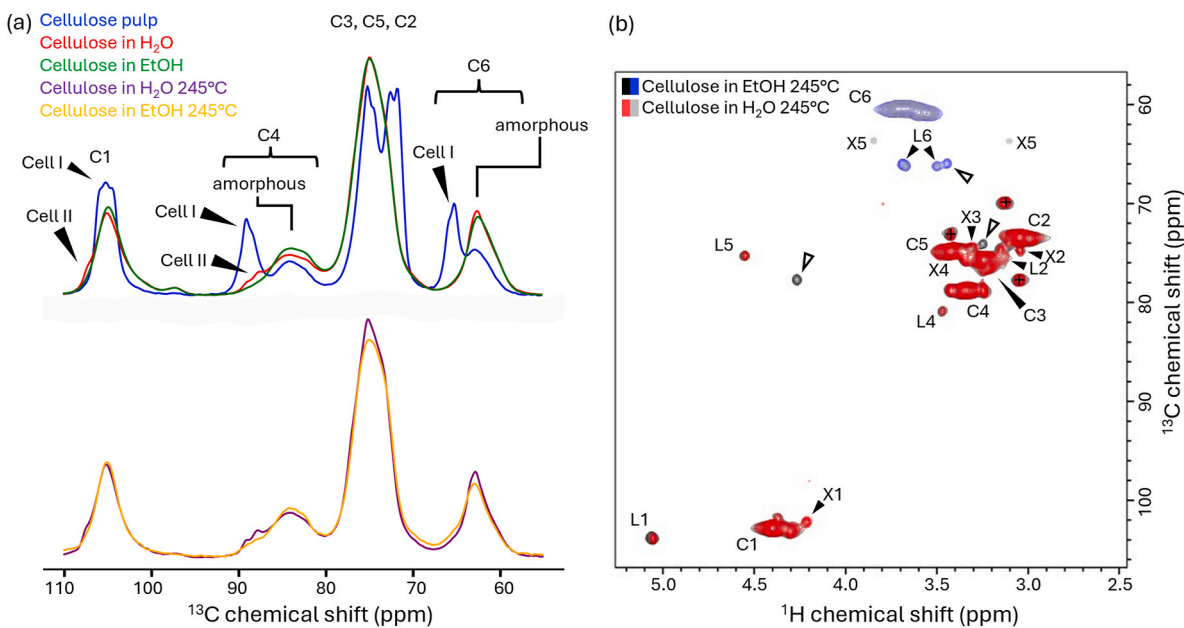 (a)
Cellulose pulp
Cellulose in H₂O
Cellulose in EtOH
Cellulose in H₂O 245°C
Cellulose in EtOH 245°C
C3, C5, C2
C6
amorphous
C4
Cell I
C1
amorphous
Cell I
Cell II
Cell I
Cell II
110 100 90 80 70 60
¹³C chemical shift (ppm)
(b)
Cellulose in EtOH 245°C
Cellulose in H₂O 245°C
C6
X5
L6
X5
X3
C2
L5
C5
X4
X2
L2
L4
C4
C3
X1
L1
C1
60
70
80
90
100
¹³C chemical shift (ppm)
5.0 4.5 4.0 3.5 3.0 2.5
¹H chemical shift (ppm)